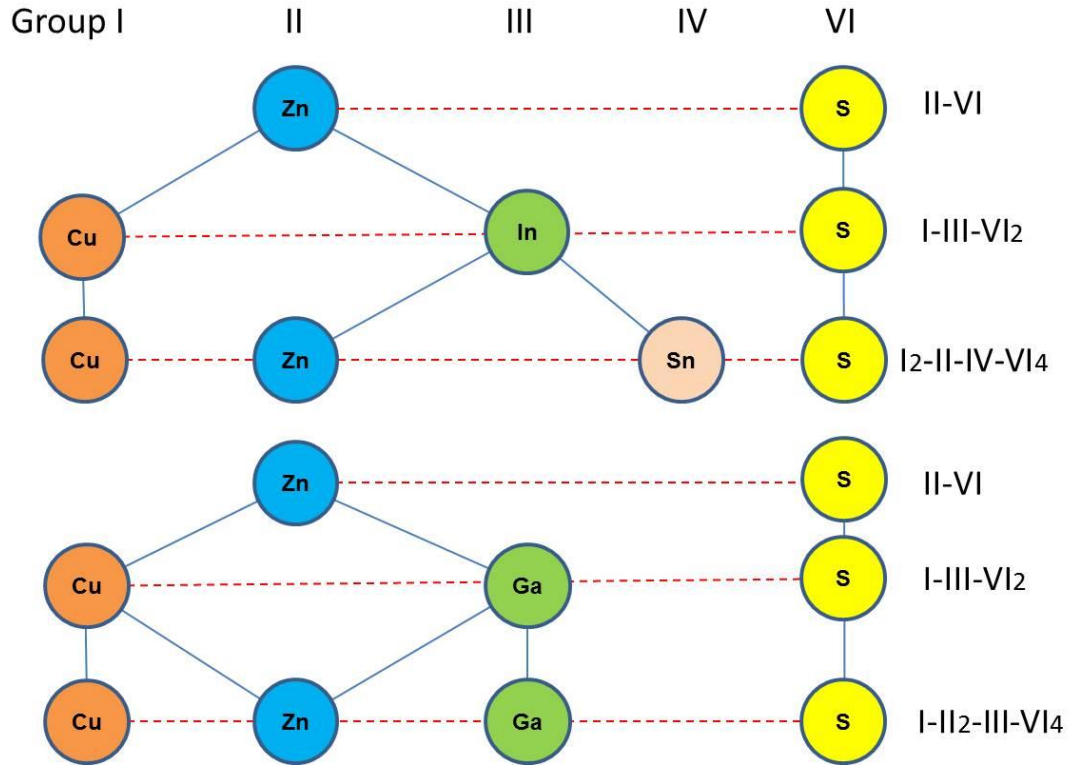 Group I II III IV VI
Zn S II-VI
Cu In S I-III-VI2
Cu Zn Sn S I2-II-IV-VI4
Zn S II-VI
Cu Ga S I-III-VI2
Cu Zn Ga S I-II2-III-VI4